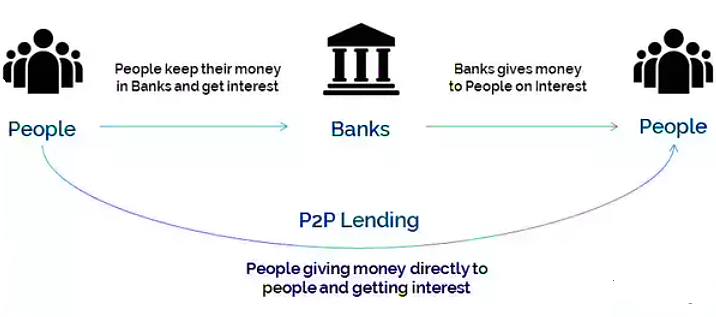 People keep their money
in Banks and get interest
Banks gives money
to People on Interest
People
Banks
People
P2P Lending
People giving money directly to
people and getting interest